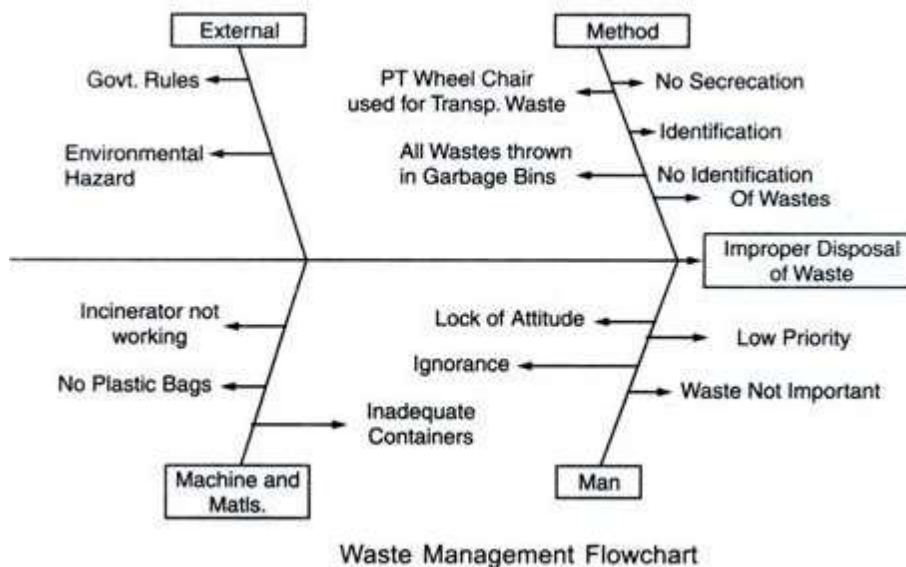 External
Method
Govt. Rules
Environmental
Hazard
PT Wheel Chair
used for Transp. Waste
No Secrecation
Identification
All Wastes thrown
in Garbage Bins
No Identification
Of Wastes
Improper Disposal
of Waste
Incinerator not
working
No Plastic Bags
Inadequate
Containers
Lock of Attitude
Low Priority
Ignorance
Waste Not Important
Machine and
Matls.
Man
Waste Management Flowchart